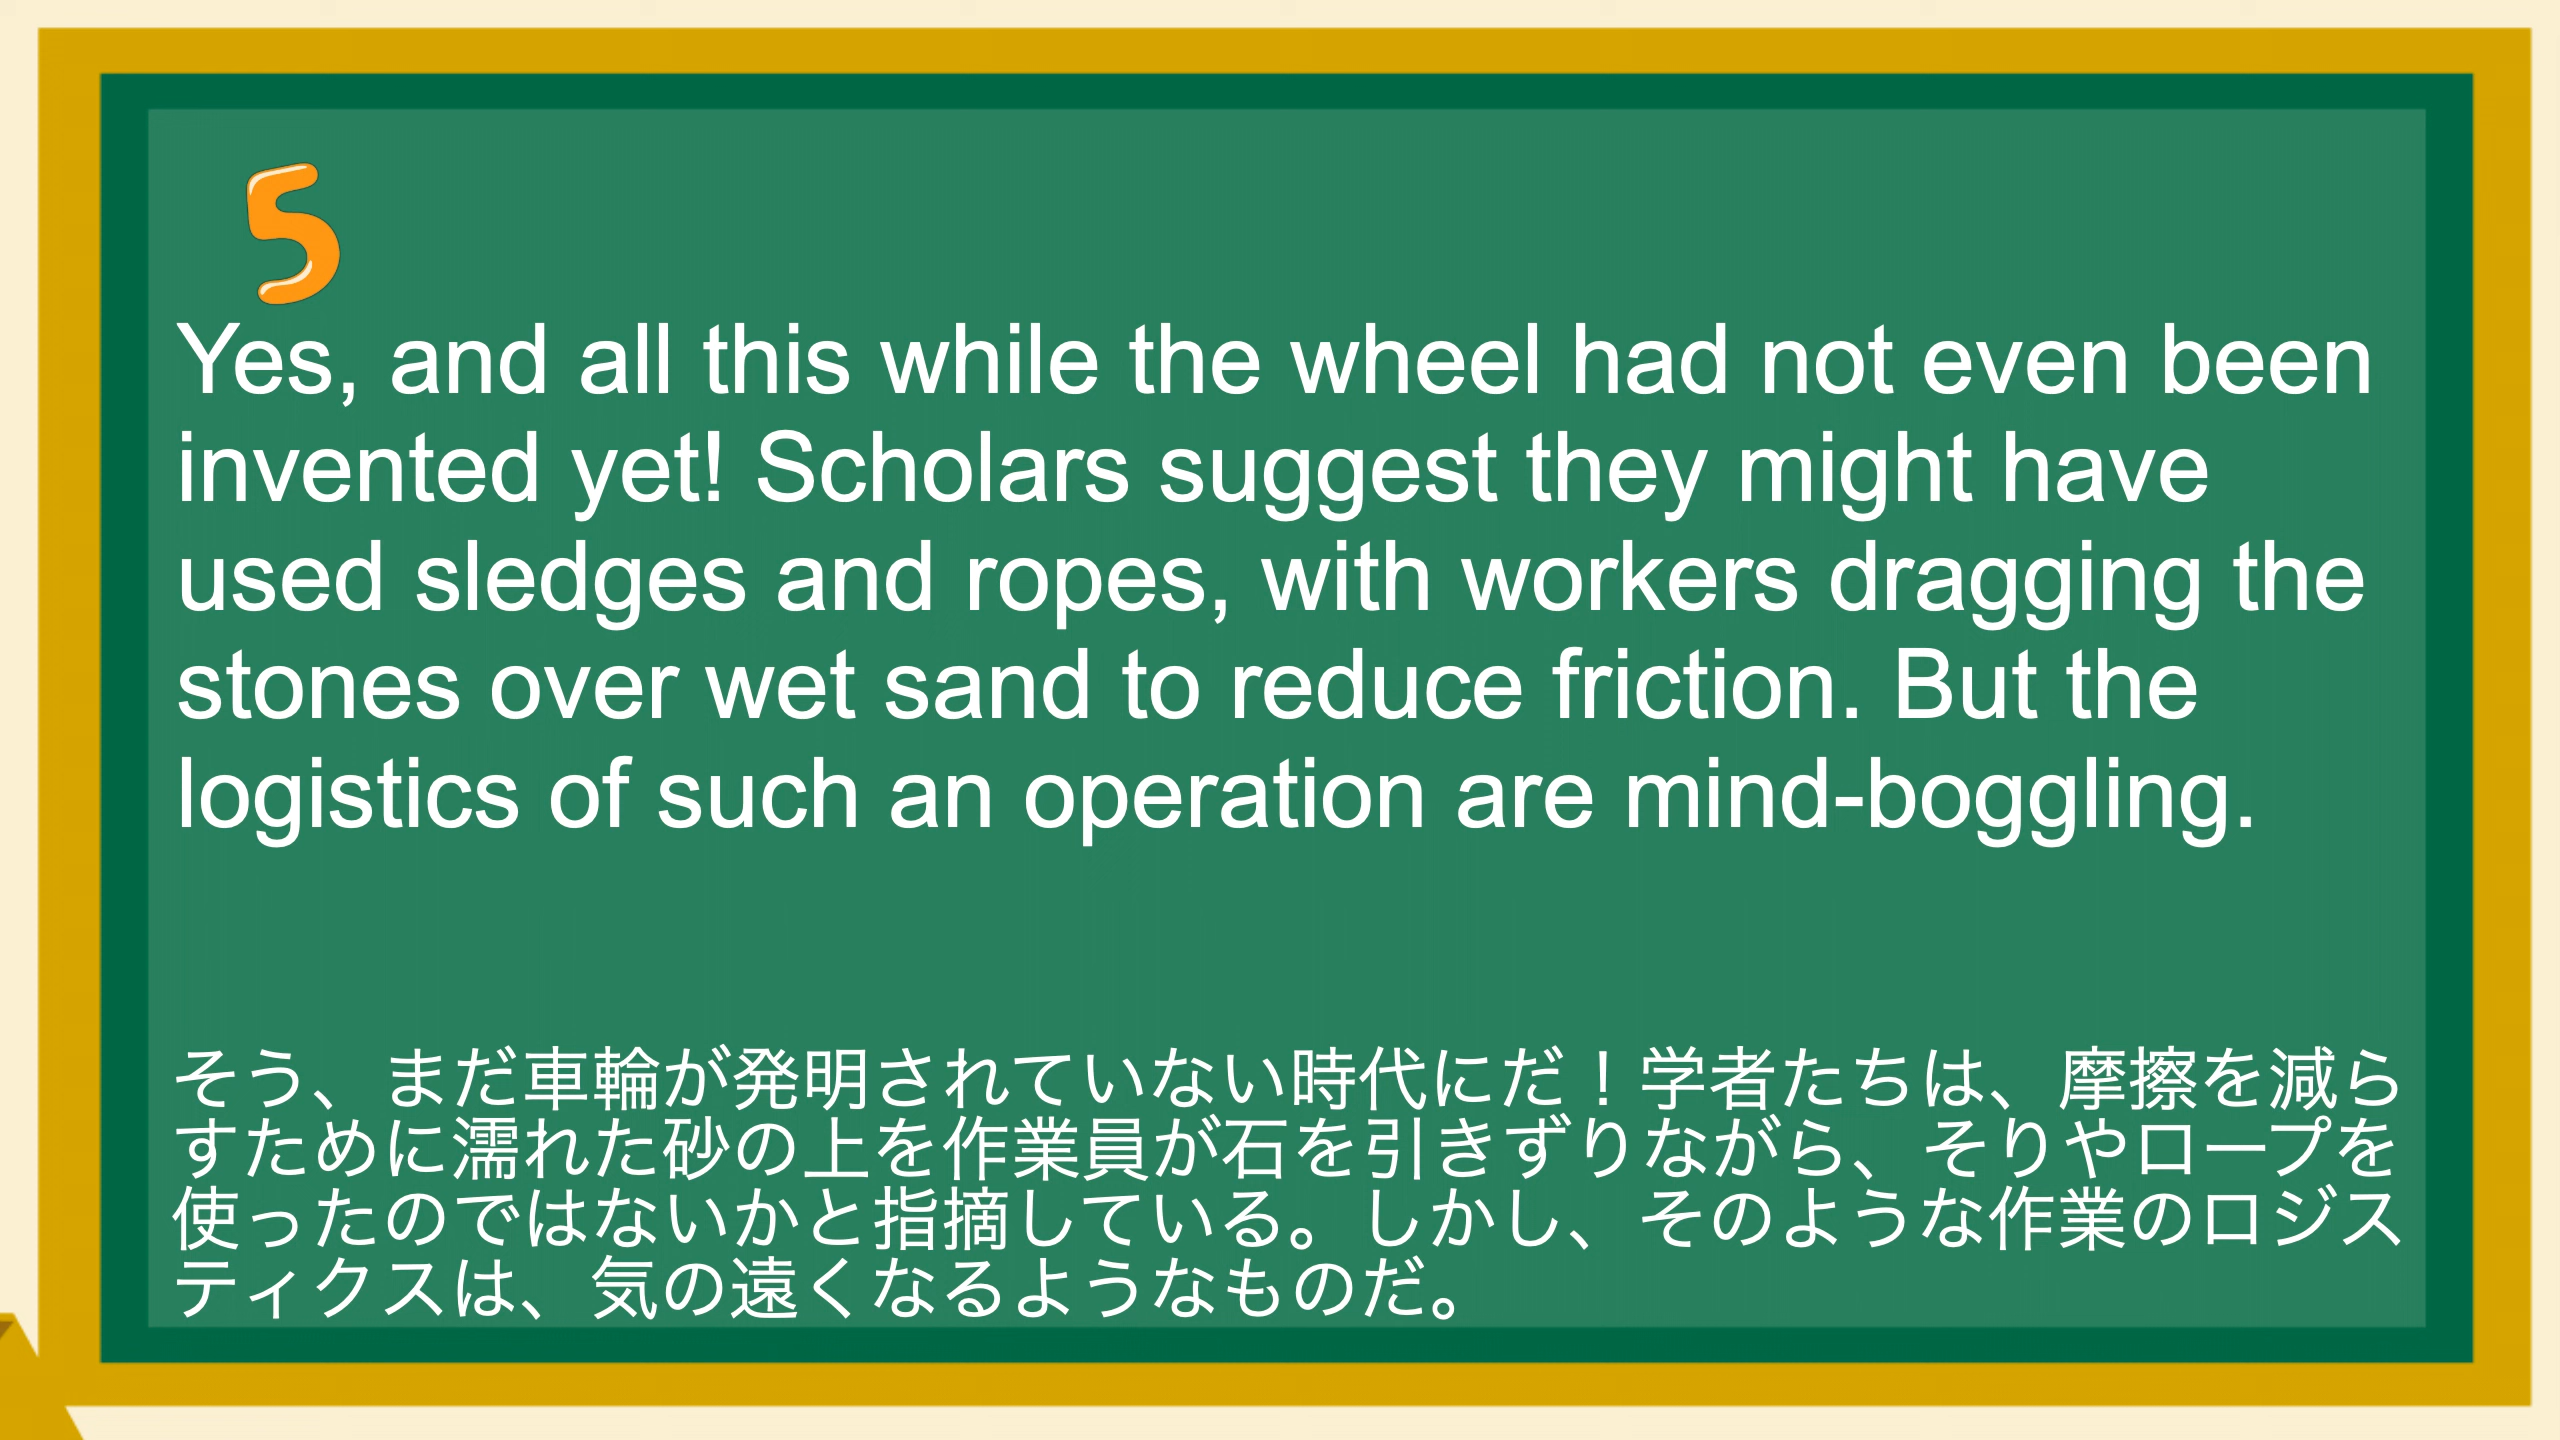 5
Yes, and all this while the wheel had not even been
invented yet! Scholars suggest they might have
used sledges and ropes, with workers dragging the
stones over wet sand to reduce friction. But the
logistics of such an operation are mind-boggling.
そう、まだ車輪が発明されていない時代にだ！学者たちは、摩擦を減ら
すために濡れた砂の上を作業員が石を引きずりながら、そりやロープを
使ったのではないかと指摘している。しかし、そのような作業のロジス
ティクスは、気の遠くなるようなものだ。